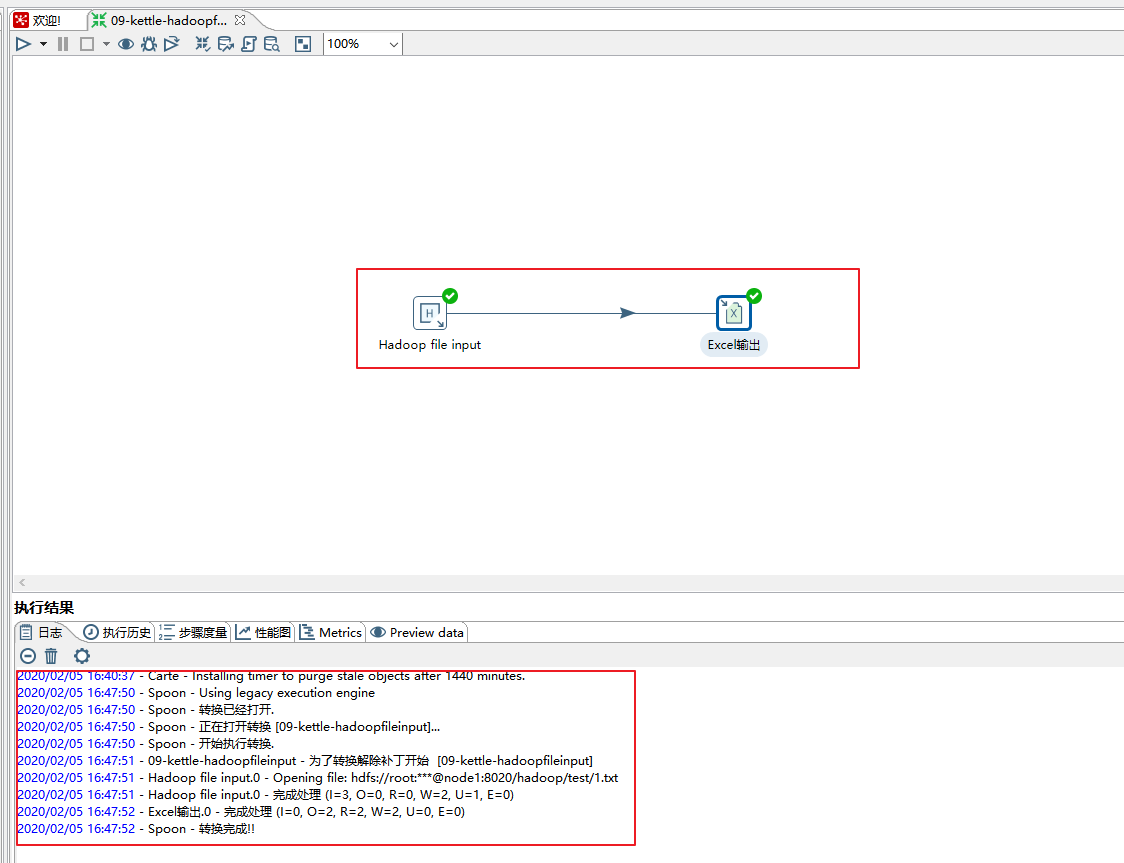 欢迎!
09-kettle-hadoopf...
100%
Hadoop file input
Excel输出
执行结果
日志
执行历史
步骤度量
性能图
Metrics
Preview data
2020/02/05 16:40:37 - Carte - Installing timer to purge stale objects after 1440 minutes.
2020/02/05 16:47:50 - Spoon - Using legacy execution engine
2020/02/05 16:47:50 - Spoon - 转换已经打开.
2020/02/05 16:47:50 - Spoon - 正在打开转换 [09-kettle-hadoopfileinput]...
2020/02/05 16:47:50 - Spoon - 开始执行转换.
2020/02/05 16:47:51 - 09-kettle-hadoopfileinput - 为了转换解除补丁开始  [09-kettle-hadoopfileinput]
2020/02/05 16:47:51 - Hadoop file input.0 - Opening file: hdfs://root:***@node1:8020/hadoop/test/1.txt
2020/02/05 16:47:51 - Hadoop file input.0 - 完成处理 (I=3, O=0, R=0, W=2, U=1, E=0)
2020/02/05 16:47:52 - Excel输出.0 - 完成处理 (I=0, O=2, R=2, W=2, U=0, E=0)
2020/02/05 16:47:52 - Spoon - 转换完成!!